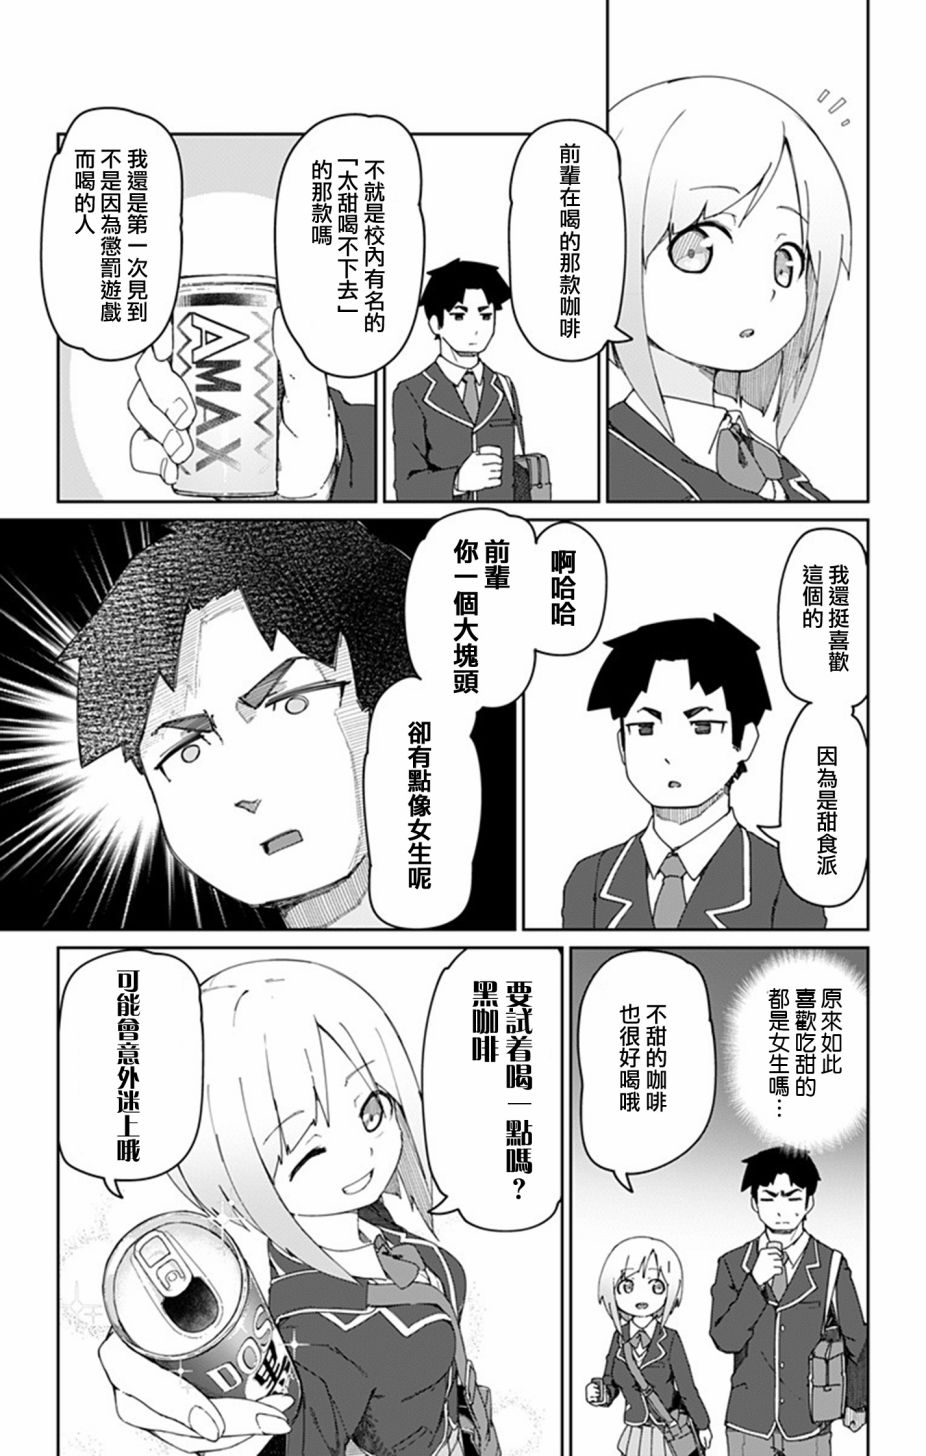 前輩在喝的那款咖啡
不就是校內有名的
「太甜喝不下去」
的那款嗎
我還是第一次見到
不是因為懲罰遊戲
而喝的人
AMAX
我還挺喜歡
這個的
因為是甜食派
啊哈哈
前輩
你一個大塊頭
卻有點像女生呢
原來如此
喜歡吃甜的
都是女生嗎…
不甜的咖啡
也很好喝哦
要試着喝一點嗎？
黑咖啡
可能會意外迷上哦
DOS